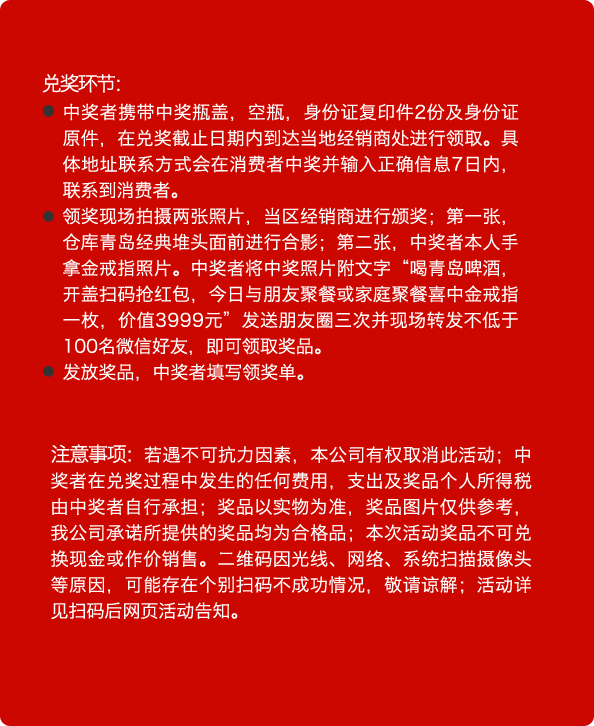 兑奖环节：
中奖者携带中奖瓶盖，空瓶，身份证复印件2份及身份证
原件，在兑奖截止日期内到达当地经销商处进行领取。具
体地址联系方式会在消费者中奖并输入正确信息7日内，
联系到消费者。
领奖现场拍摄两张照片，当区经销商进行颁奖；第一张，
仓库青岛经典堆头面前进行合影；第二张，中奖者本人手
拿金戒指照片。中奖者将中奖照片附文字“喝青岛啤酒，
开盖扫码抢红包，今日与朋友聚餐或家庭聚餐喜中金戒指
一枚，价值3999元”发送朋友圈三次并现场转发不低于
100名微信好友，即可领取奖品。
发放奖品，中奖者填写领奖单。
注意事项：若遇不可抗力因素，本公司有权取消此活动；中
奖者在兑奖过程中发生的任何费用，支出及奖品个人所得税
由中奖者自行承担；奖品以实物为准，奖品图片仅供参考，
我公司承诺所提供的奖品均为合格品；本次活动奖品不可兑
换现金或作价销售。二维码因光线、网络、系统扫描摄像头
等原因，可能存在个别扫码不成功情况，敬请谅解；活动详
见扫码后网页活动告知。